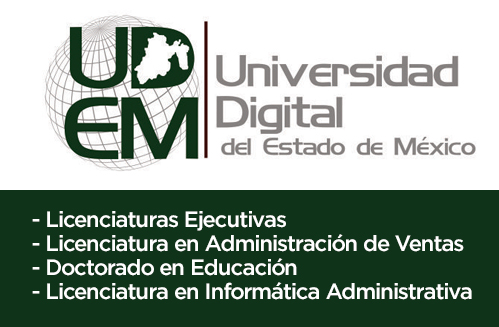 UD
EM
Universidad
Digital
del Estado de México
- Licenciaturas Ejecutivas
- Licenciatura en Administración de Ventas
- Doctorado en Educación
- Licenciatura en Informática Administrativa